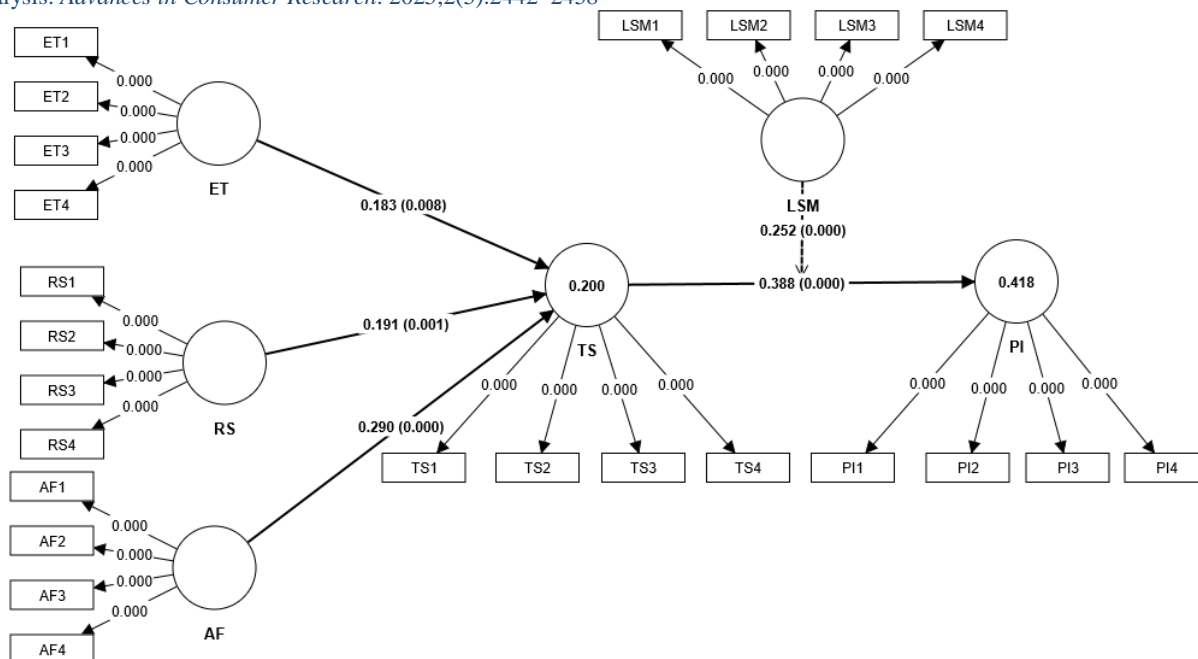 alysis. Advances in Consumer Research. 2025;2(5):2442–2458
ET1
0.000
ET2
0.000
ET3
0.000
ET4
0.000
ET
LSM1
LSM2
LSM3
LSM4
0.000
0.000
0.000
0.000
LSM
0.252 (0.000)
0.183 (0.008)
RS1
0.000
RS2
0.000
RS3
0.000
RS4
0.000
RS
0.191 (0.001)
0.200
TS
0.388 (0.000)
0.418
PI
0.000
0.000
0.000
0.000
TS1
TS2
TS3
TS4
0.000
0.000
0.000
0.000
PI1
PI2
PI3
PI4
0.290 (0.000)
AF1
0.000
AF2
0.000
AF3
0.000
AF4
0.000
AF